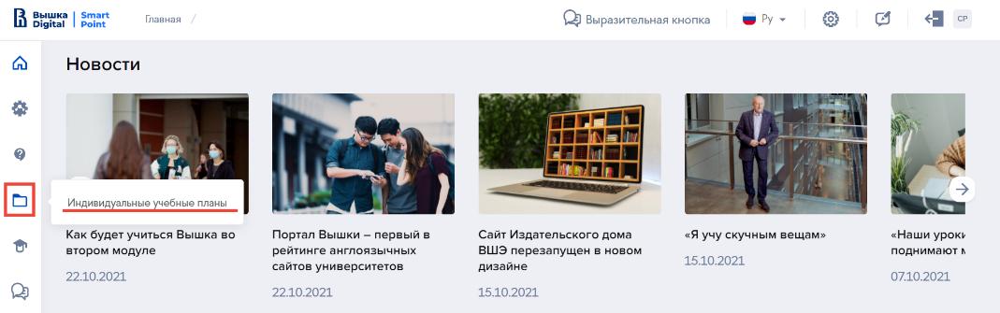 Вышка Digital
Smart Point
Главная /
Выразительная кнопка
Ру
CP
Новости
Индивидуальные учебные планы
Как будет учиться Вышка во
втором модуле
22.10.2021
Портал Вышки – первый в
рейтинге англоязычных
сайтов университетов
22.10.2021
Сайт Издательского дома
ВШЭ перезапущен в новом
дизайне
15.10.2021
«Я учу скучным вещам»
15.10.2021
«Наши уроки
поднимают
07.10.2021